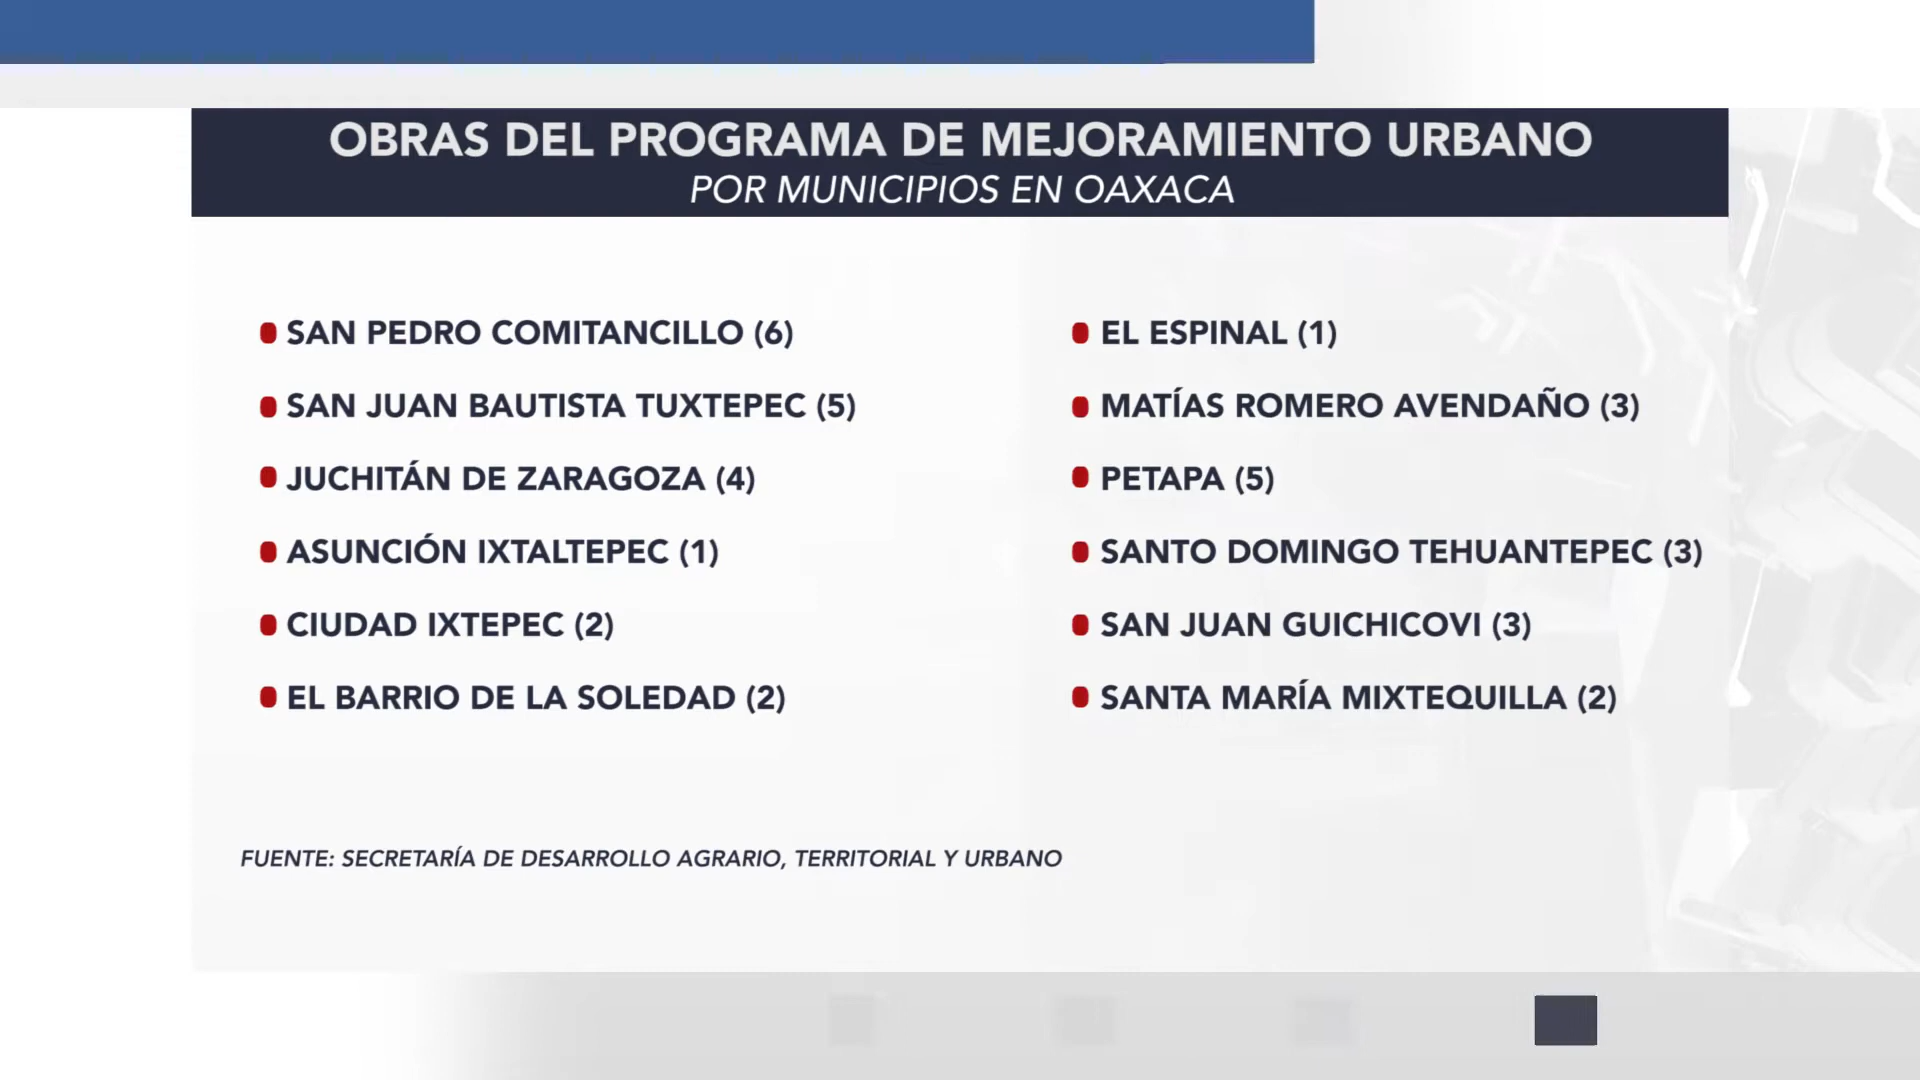 OBRAS DEL PROGRAMA DE MEJORAMIENTO URBANO
POR MUNICIPIOS EN OAXACA
SAN PEDRO COMITANCILLO (6)
SAN JUAN BAUTISTA TUXTEPEC (5)
JUCHITÁN DE ZARAGOZA (4)
ASUNCIÓN IXTALTEPEC (1)
CIUDAD IXTEPEC (2)
EL BARRIO DE LA SOLEDAD (2)
EL ESPINAL (1)
MATÍAS ROMERO AVENDAÑO (3)
PETAPA (5)
SANTO DOMINGO TEHUANTEPEC (3)
SAN JUAN GUICHICOVI (3)
SANTA MARÍA MIXTEQUILLA (2)
FUENTE: SECRETARÍA DE DESARROLLO AGRARIO, TERRITORIAL Y URBANO